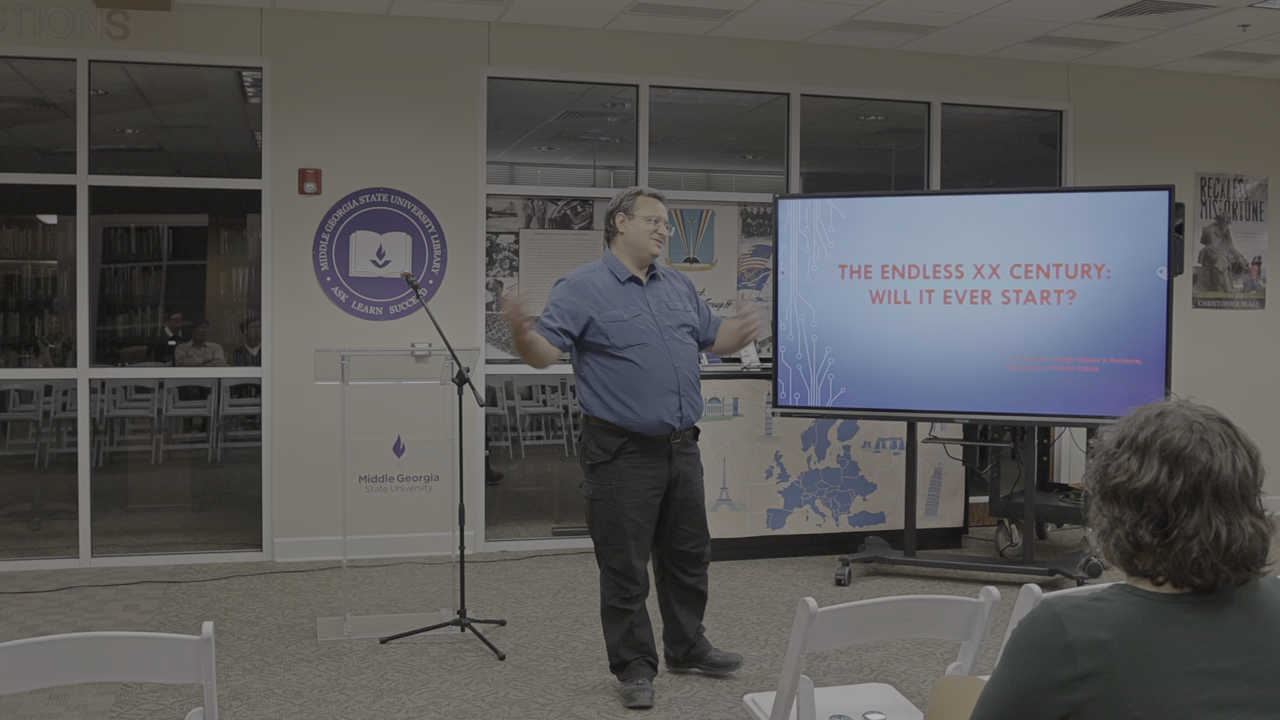 MIDDLE GEORGIA STATE UNIVERSITY LIBRARY
ASK LEARN SUCCEED
Middle Georgia
State University
THE ENDLESS XX CENTURY:
WILL IT EVER START?
RECKLESS
MISFORTUNE
CHRISTOPHER BLAKE